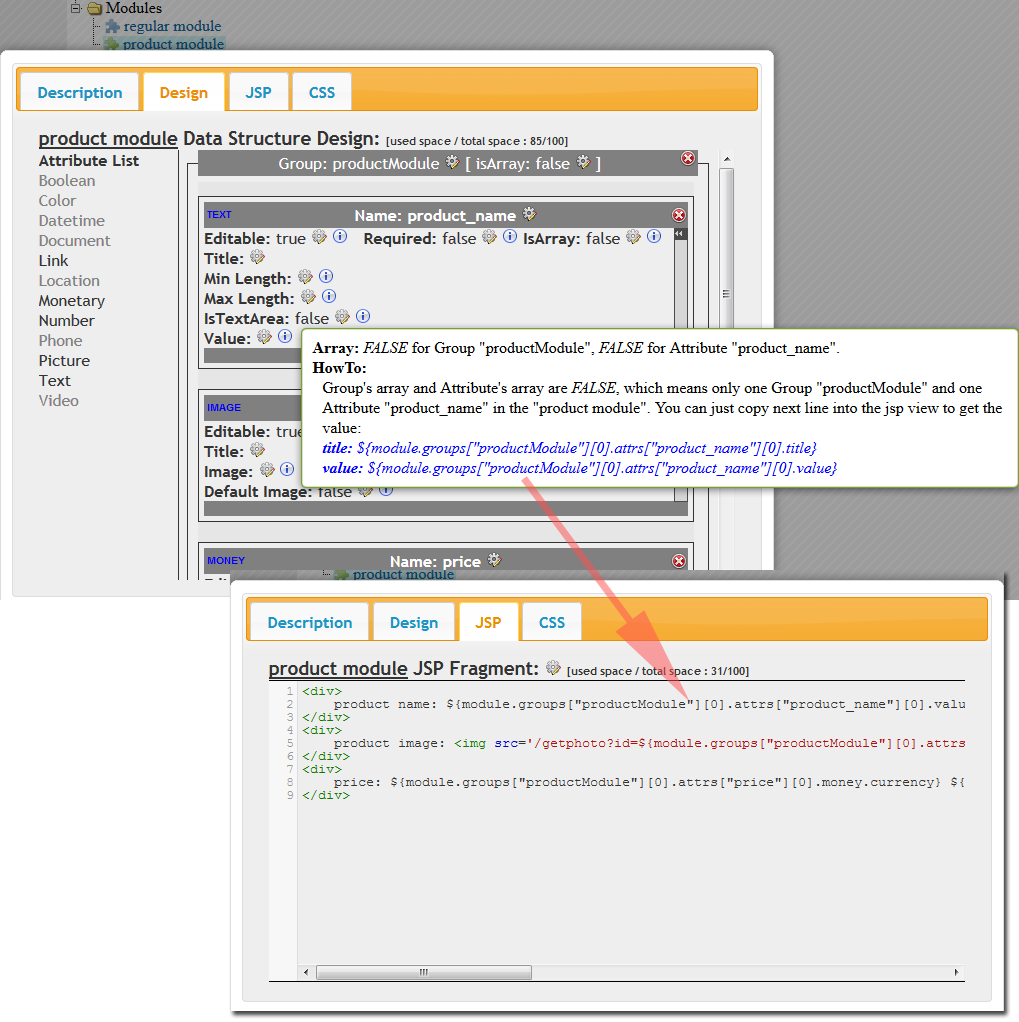 Modules
regular module
product module
Description Design JSP CSS
product module Data Structure Design: [used space / total space : 85/100]
Attribute List
Boolean
Color
Datetime
Document
Link
Location
Monetary
Number
Phone
Picture
Text
Video
Group: productModule [ isArray: false ]
TEXT Name: product_name
Editable: true Required: false IsArray: false
Title:
Min Length:
Max Length:
IsTextArea: false
Value:
Array: FALSE for Group "productModule", FALSE for Attribute "product_name".
HowTo:
Group's array and Attribute's array are FALSE, which means only one Group "productModule" and one
Attribute "product_name" in the "product module". You can just copy next line into the jsp view to get the
value:
title: ${module.groups["productModule"][0].attrs["product_name"][0].title}
value: ${module.groups["productModule"][0].attrs["product_name"][0].value}
IMAGE
Editable: true
Title:
Image:
Default Image: false
MONEY Name: price
product module
Description Design JSP CSS
product module JSP Fragment: [used space / total space : 31/100]
1 <div>
2 product name: ${module.groups["productModule"][0].attrs["product_name"][0].valu
3 </div>
4 <div>
5 product image: <img src='/getphoto?id=${module.groups["productModule"][0].attrs
6 </div>
7 <div>
8 price: ${module.groups["productModule"][0].attrs["price"][0].money.currency} ${
9 </div>